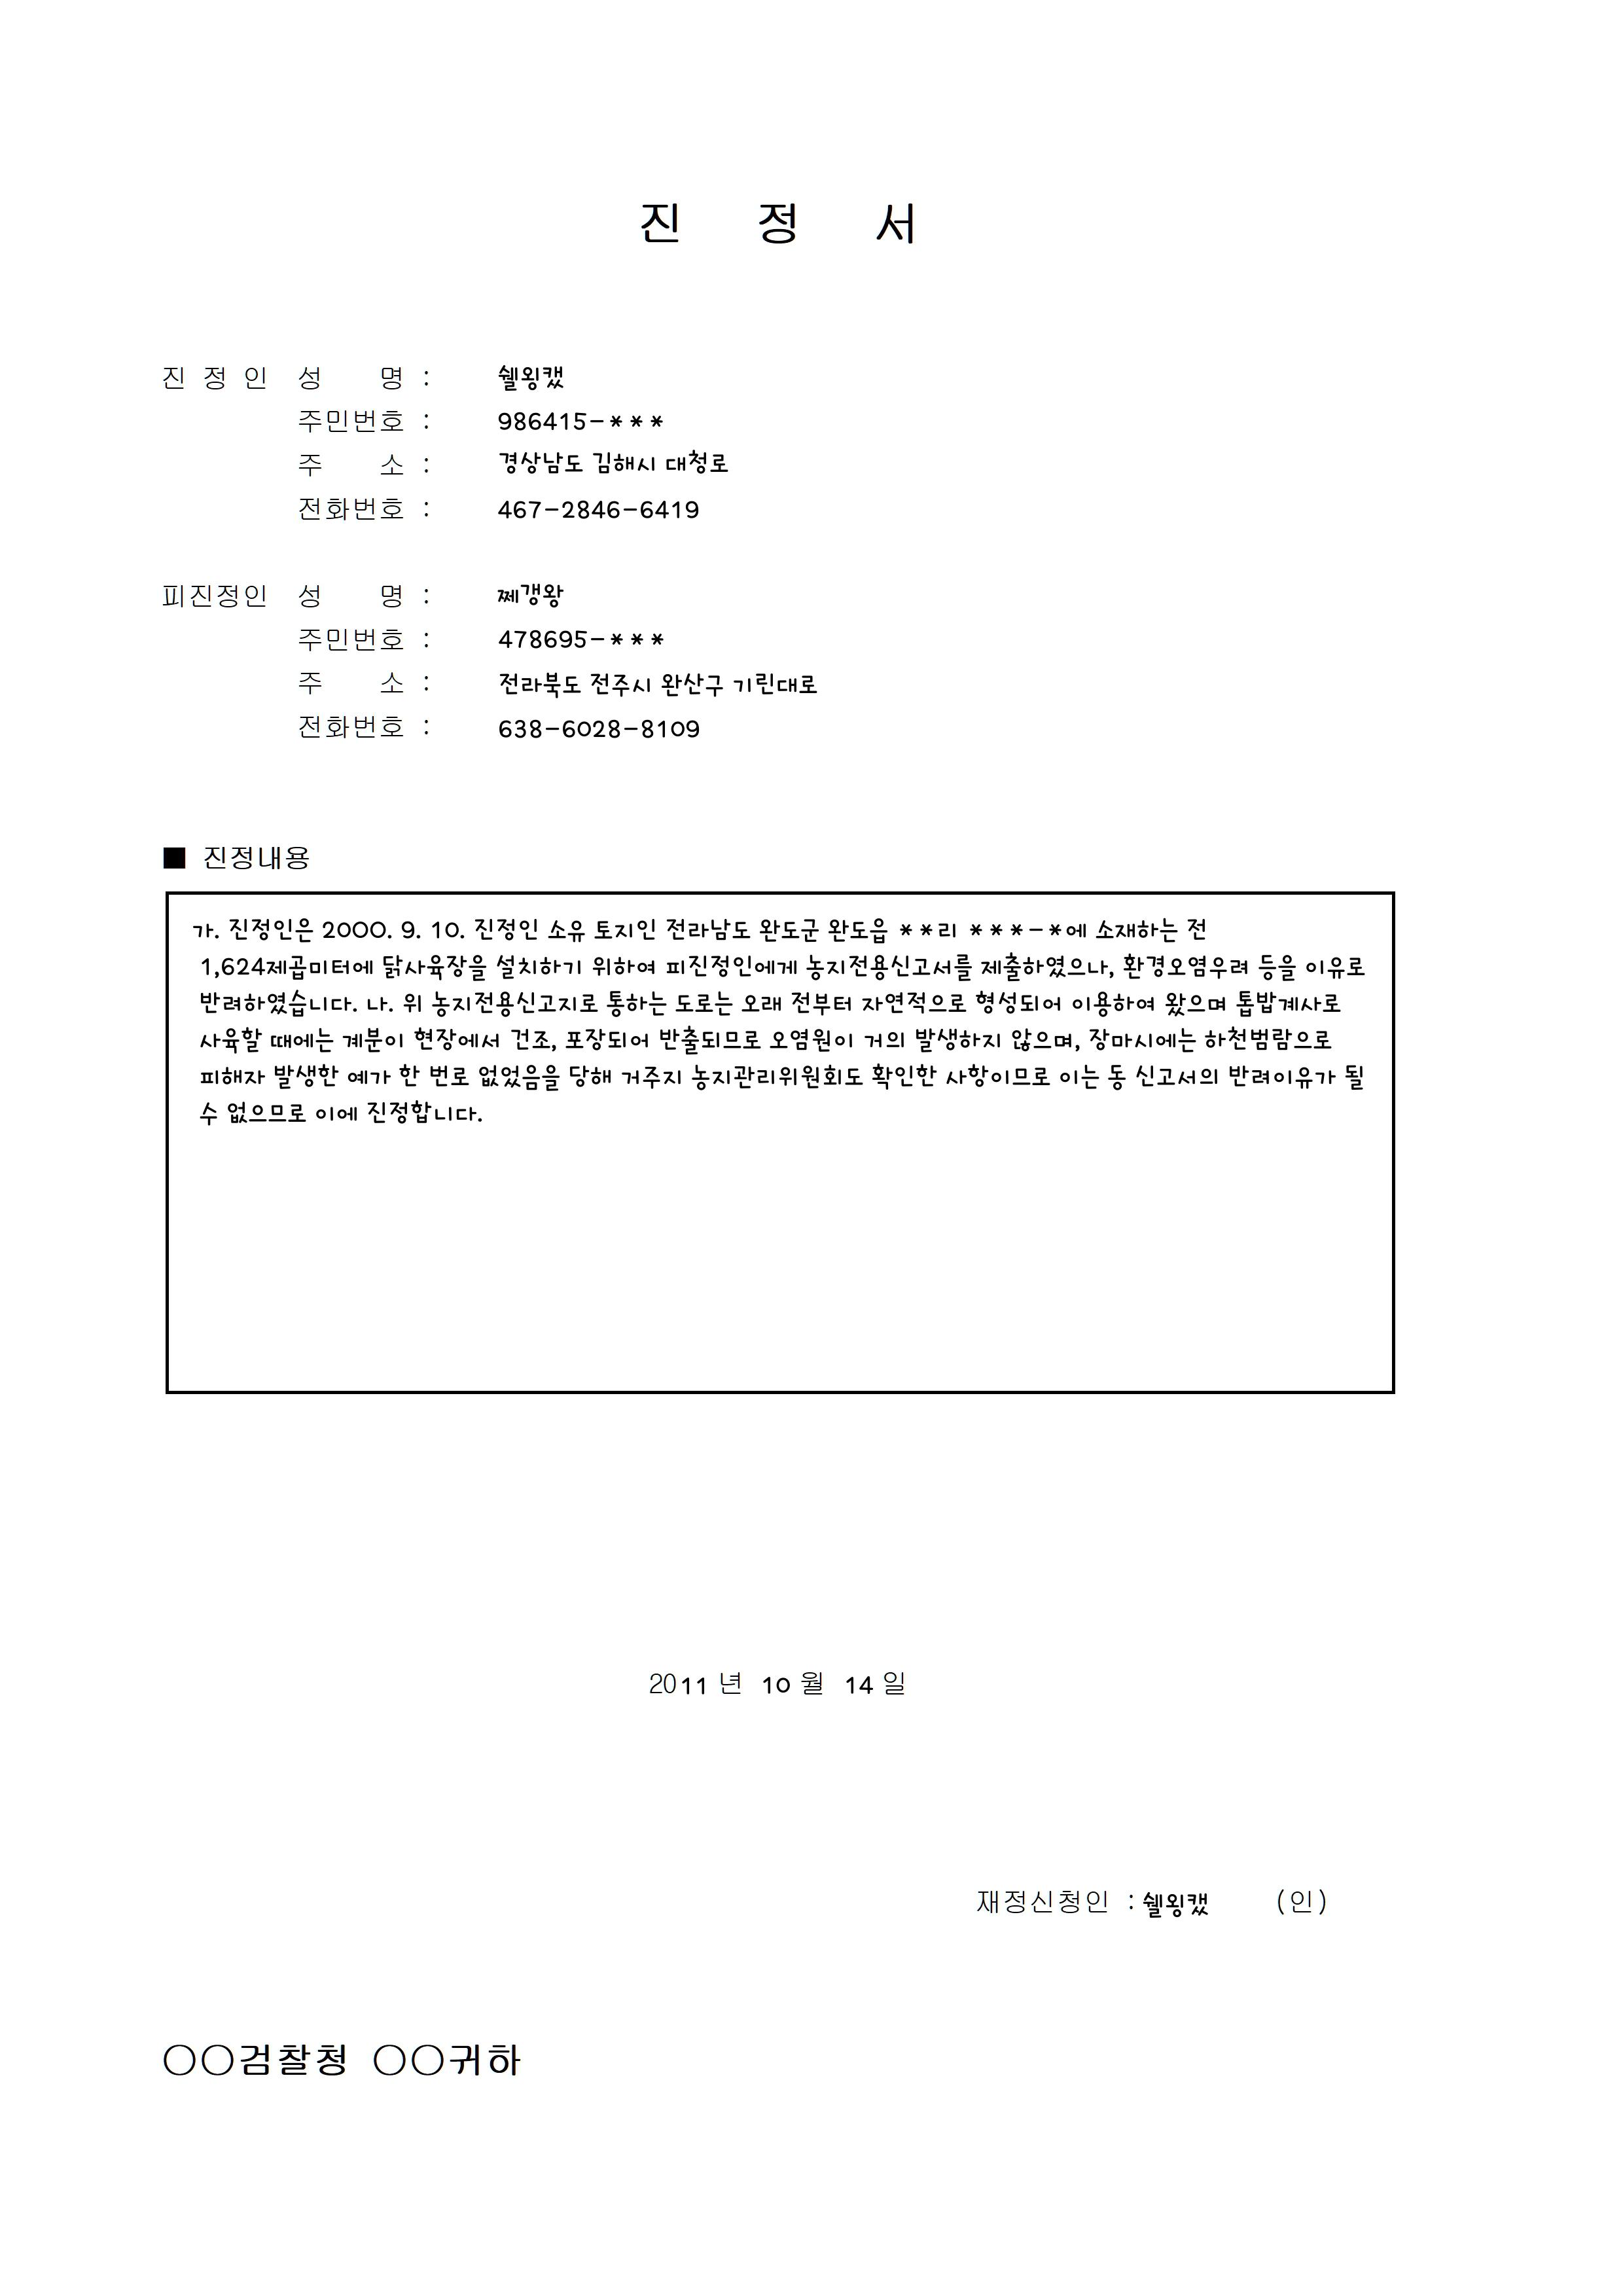 진 정 서
진 정 인 성 명 : 쉘윙캤
주민번호 : 986415-***
주 소 : 경상남도 김해시 대청로
전화번호 : 467-2846-6419
피진정인 성 명 : 쩨갱왕
주민번호 : 478695-***
주 소 : 전라북도 전주시 완산구 기린대로
전화번호 : 638-6028-8109
■ 진정내용
가. 진정인은 2000. 9. 10. 진정인 소유 토지인 전라남도 완도군 완도읍 **리 ***-*에 소재하는 전
1,624제곱미터에 닭사육장을 설치하기 위하여 피진정인에게 농지전용신고서를 제출하였으나, 환경오염우려 등을 이유로
반려하였습니다. 나. 위 농지전용신고지로 통하는 도로는 오래 전부터 자연적으로 형성되어 이용하여 왔으며 톱밥계사로
사육할 때에는 계분이 현장에서 건조, 포장되어 반출되므로 오염원이 거의 발생하지 않으며, 장마시에는 하천범람으로
피해자 발생한 예가 한 번로 없었음을 당해 거주지 농지관리위원회도 확인한 사항이므로 이는 동 신고서의 반려이유가 될
수 없으므로 이에 진정합니다.
2011 년 10 월 14 일
재정신청인 : 쉘윙캤 (인)
○○검찰청 ○○귀하